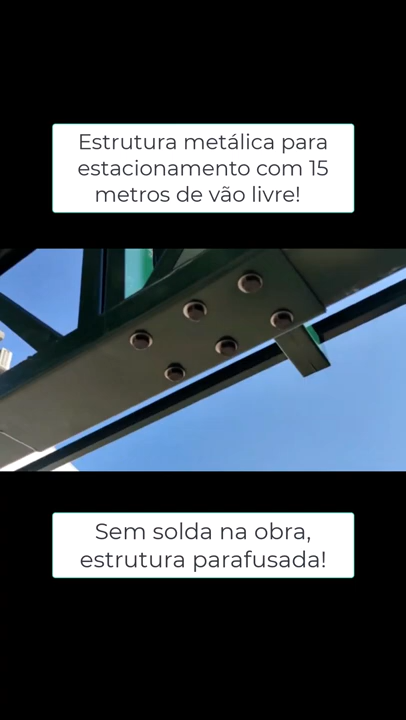 Estrutura metálica para
estacionamento com 15
metros de vão livre!
Sem solda na obra,
estrutura parafusada!